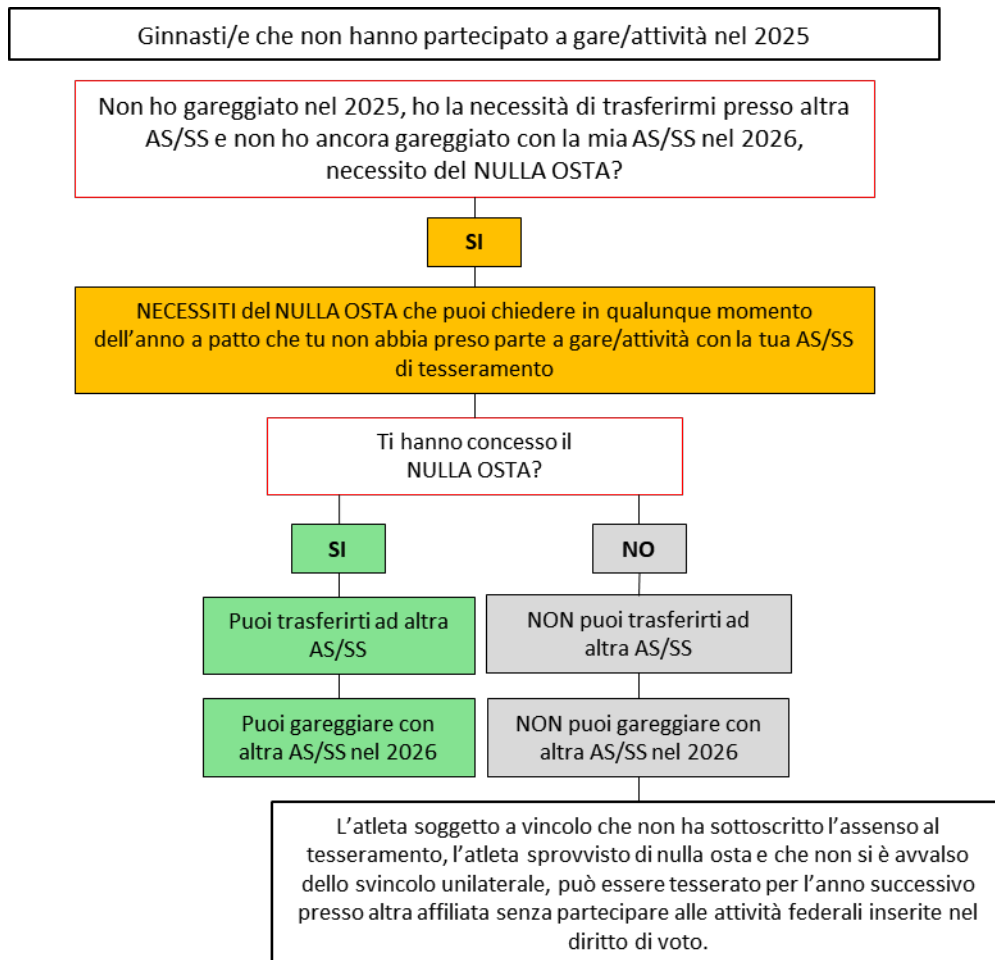 Ginnasti/e che non hanno partecipato a gare/attività nel 2025
Non ho gareggiato nel 2025, ho la necessità di trasferirmi presso altra
AS/SS e non ho ancora gareggiato con la mia AS/SS nel 2026,
necessito del NULLA OSTA?
SI
NECESSITI del NULLA OSTA che puoi chiedere in qualunque momento
dell'anno a patto che tu non abbia preso parte a gare/attività con la tua AS/SS
di tesseramento
Ti hanno concesso il
NULLA OSTA?
SI
NO
Puoi trasferirti ad altra
AS/SS
NON puoi trasferirti ad
altra AS/SS
Puoi gareggiare con
altra AS/SS nel 2026
NON puoi gareggiare con
altra AS/SS nel 2026
L'atleta soggetto a vincolo che non ha sottoscritto l'assenso al
tesseramento, l'atleta sprovvisto di nulla osta e che non si è avvalso
dello svincolo unilaterale, può essere tesserato per l'anno successivo
presso altra affiliata senza partecipare alle attività federali inserite nel
diritto di voto.